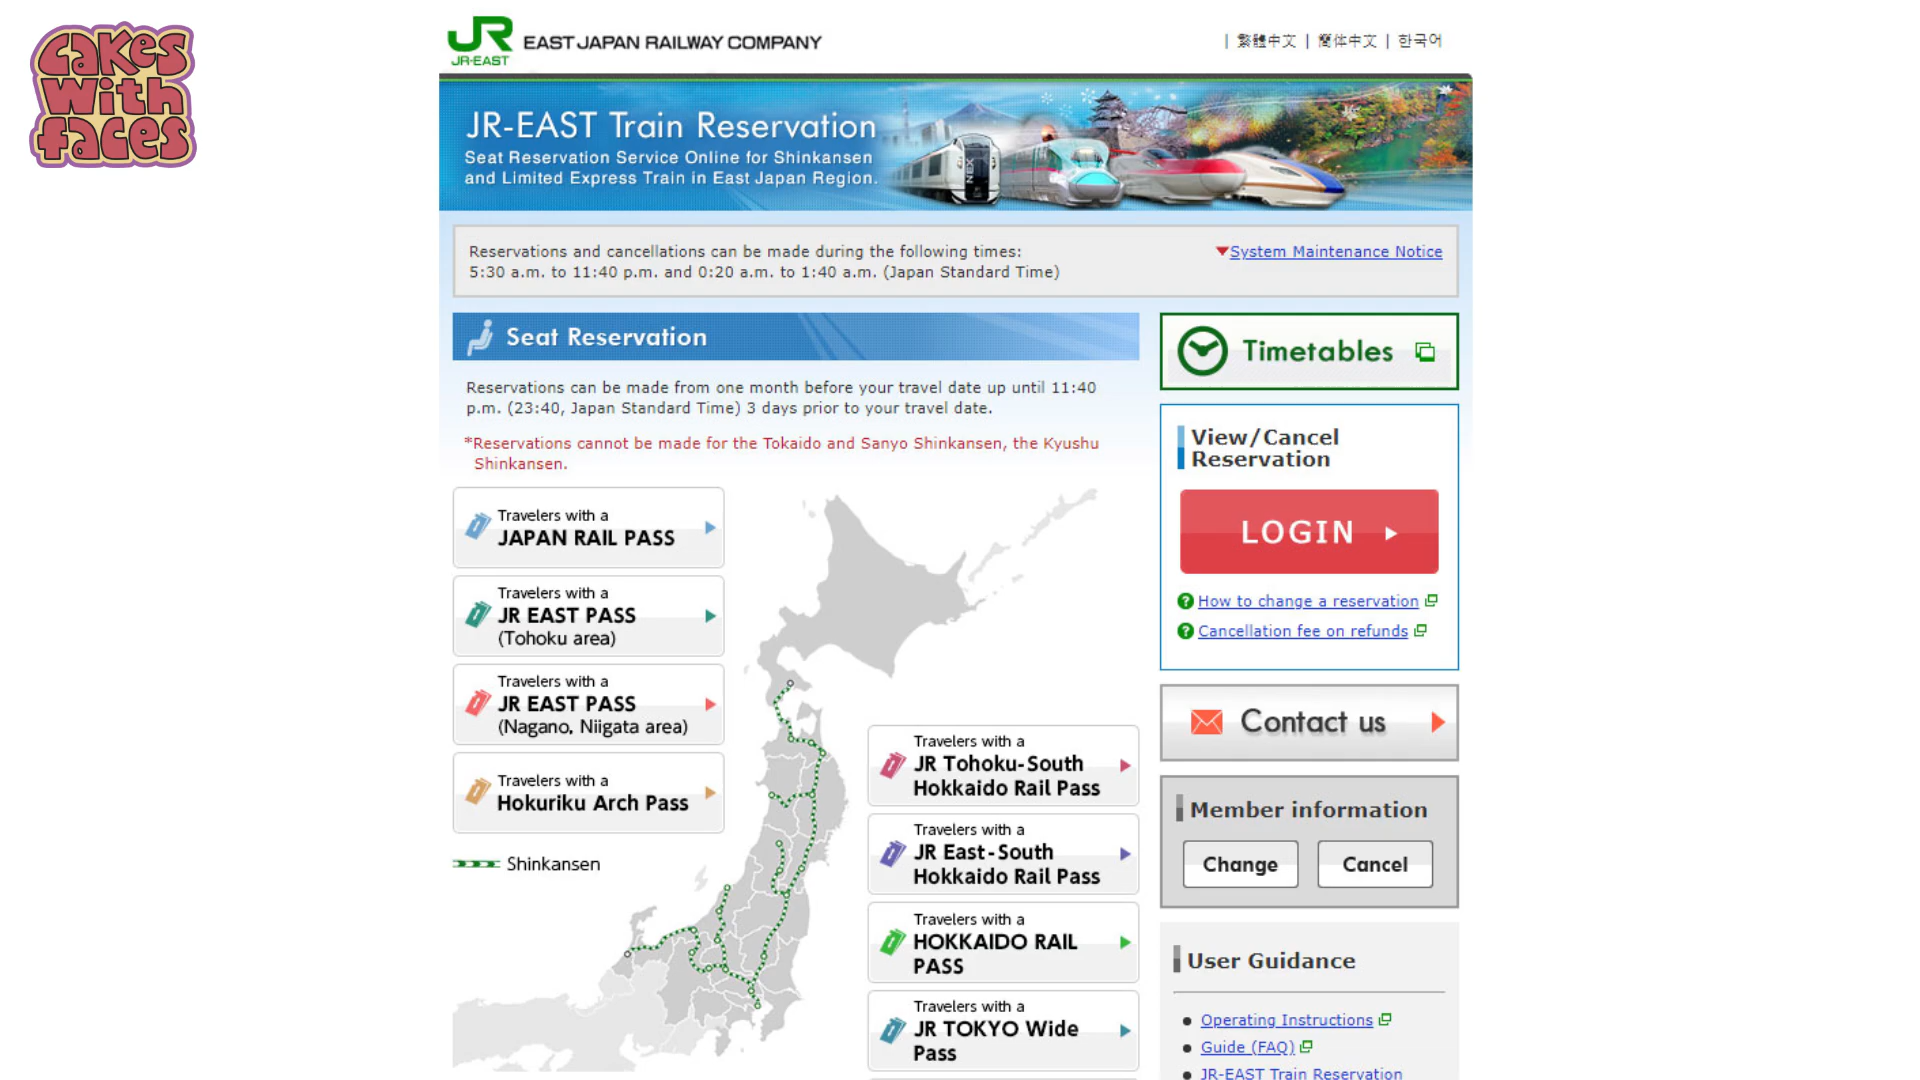 Cakes
With
faces
JR
JR-EAST
EAST JAPAN RAILWAY COMPANY
| 繁體中文 | 简体中文 | 한국어
JR-EAST Train Reservation
Seat Reservation Service Online for Shinkansen
and Limited Express Train in East Japan Region.
NEX
Reservations and cancellations can be made during the following times:
5:30 a.m. to 11:40 p.m. and 0:20 a.m. to 1:40 a.m. (Japan Standard Time)
System Maintenance Notice
Seat Reservation
Reservations can be made from one month before your travel date up until 11:40
p.m. (23:40, Japan Standard Time) 3 days prior to your travel date.
*Reservations cannot be made for the Tokaido and Sanyo Shinkansen, the Kyushu
Shinkansen.
Travelers with a
JAPAN RAIL PASS
Travelers with a
JR EAST PASS
(Tohoku area)
Travelers with a
JR EAST PASS
(Nagano, Niigata area)
Travelers with a
Hokuriku Arch Pass
Shinkansen
Travelers with a
JR Tohoku-South
Hokkaido Rail Pass
Travelers with a
JR East-South
Hokkaido Rail Pass
Travelers with a
HOKKAIDO RAIL
PASS
Travelers with a
JR TOKYO Wide
Pass
Timetables
View/Cancel
Reservation
LOGIN
How to change a reservation
Cancellation fee on refunds
Contact us
Member information
Change
Cancel
User Guidance
Operating Instructions
Guide (FAQ)
JR-EAST Train Reservation